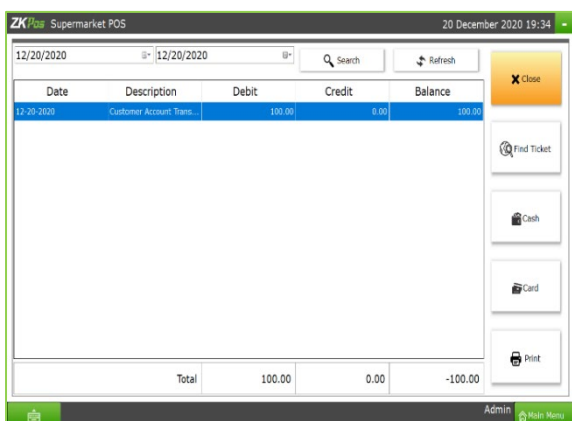 ZKPos Supermarket POS 20 December 2020 19:34 -
12/20/2020 12/20/2020 Search Refresh
Close
Date Description Debit Credit Balance
12-20-2020 Customer Account Trans... 100.00 0.00 100.00
Find Ticket
Cash
Card
Print
Total 100.00 0.00 -100.00
Admin Main Menu